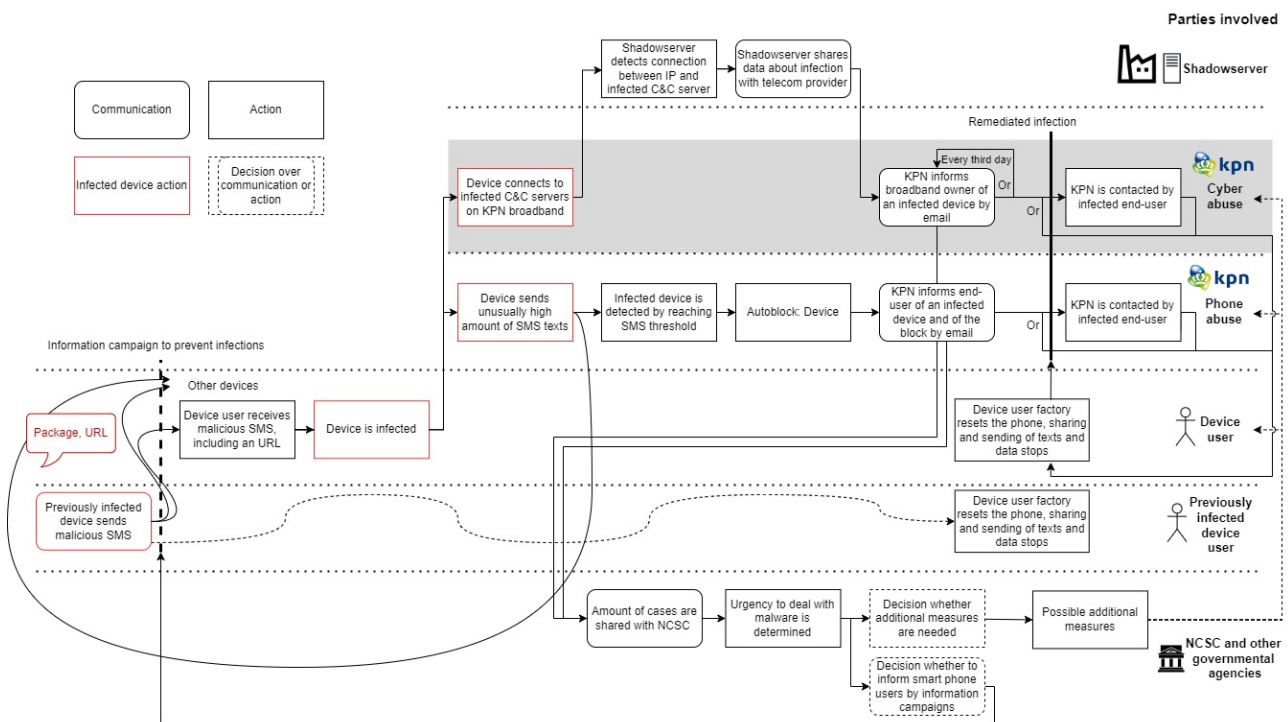 Parties involved
Shadowserver
detects connection
between IP and
infected C&C server
Shadowserver shares
data about infection
with telecom provider
Shadowserver
Communication
Action
Infected device action
Decision over
communication or
action
Remediated infection
Every third day
Device connects to
infected C&C servers
on KPN broadband
KPN informs
broadband owner of
an infected device by
email
Or
Or
KPN is contacted by
infected end-user
kpn
Cyber
abuse
Device sends
unusually high
amount of SMS texts
Infected device is
detected by reaching
SMS threshold
Autoblock: Device
KPN informs end-
user of an infected
device and of the
block by email
Or
KPN is contacted by
infected end-user
kpn
Phone
abuse
Information campaign to prevent infections
Other devices
Package, URL
Device user receives
malicious SMS,
including an URL
Device is infected
Device user factory
resets the phone, sharing
and sending of texts and
data stops
Device
user
Previously infected
device sends
malicious SMS
Device user factory
resets the phone, sharing
and sending of texts and
data stops
Previously
infected
device
user
Amount of cases are
shared with NCSC
Urgency to deal with
malware is
determined
Decision whether
additional measures
are needed
Possible additional
measures
Decision whether to
inform smart phone
users by information
campaigns
NCSC and other
governmental
agencies